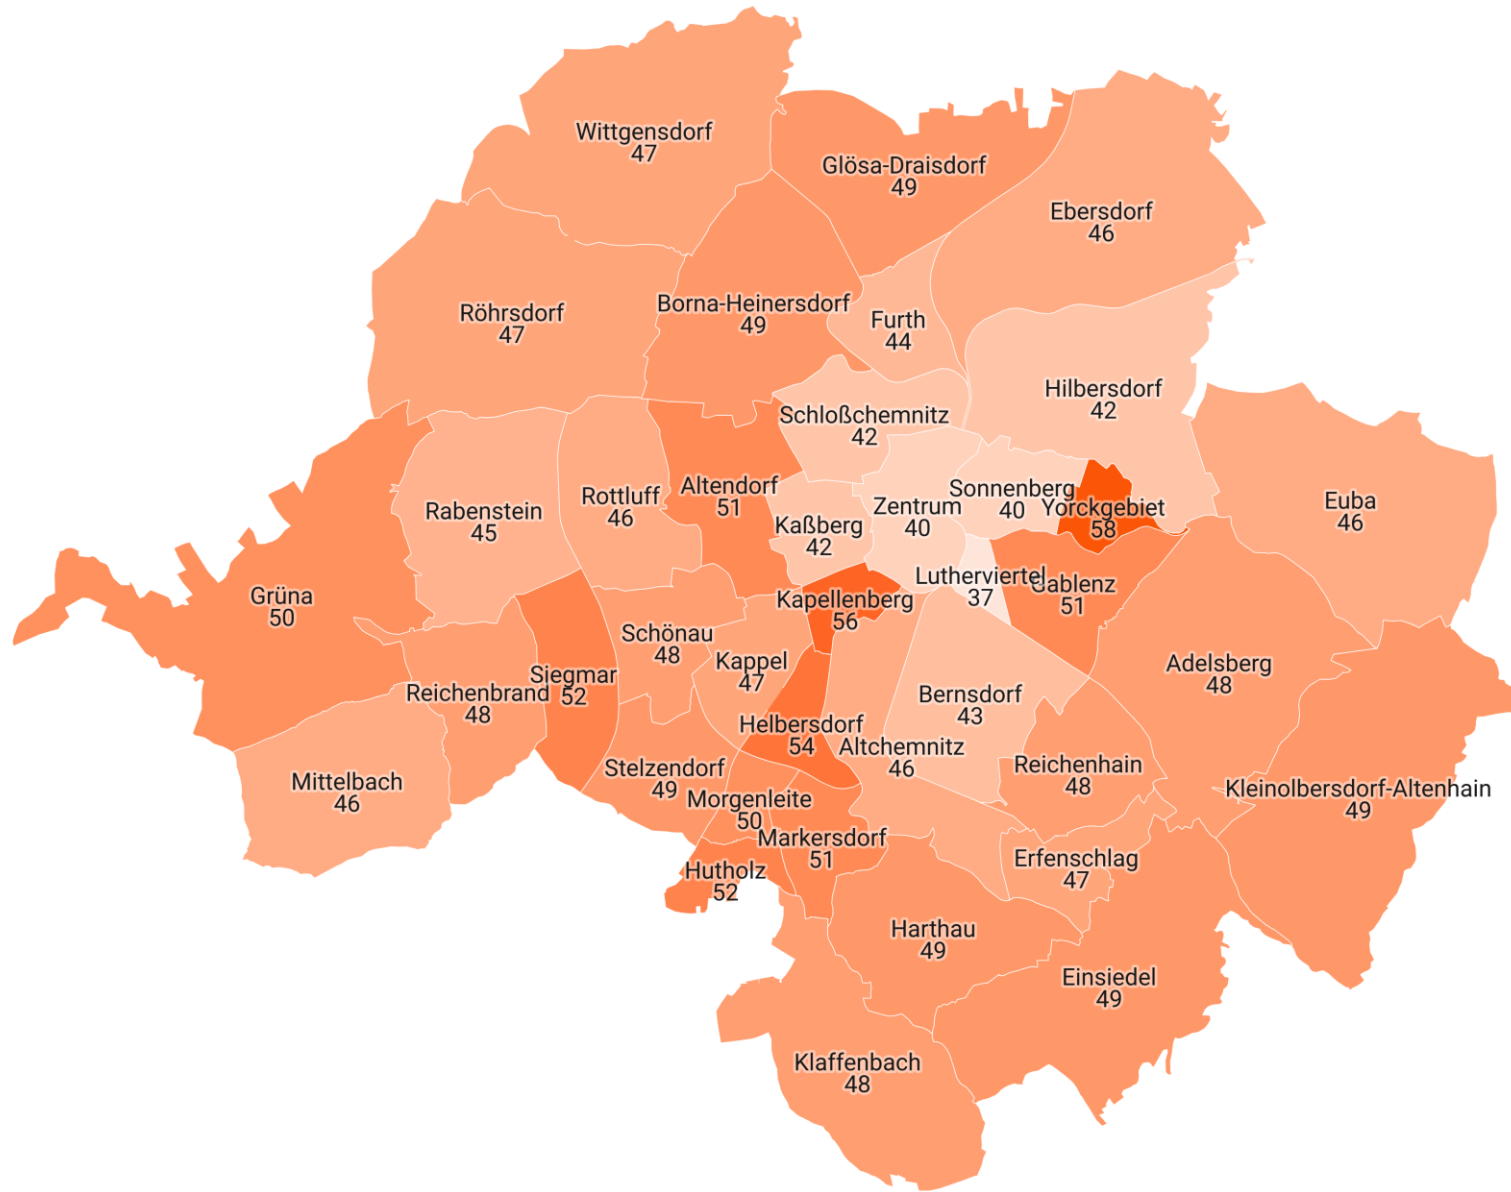 Wittgensdorf
47
Glösa-Draisdorf
49
Ebersdorf
46
Röhrsdorf
47
Borna-Heinersdorf
49
Furth
44
Hilbersdorf
42
Schloßchemnitz
42
Rabenstein
45
Rottluff
46
Altendorf
51
Kaßberg
42
Zentrum
40
Sonnenberg
40
Yorckgebiet
58
Euba
46
Grüna
50
Lutherviertel
37
Gablenz
51
Kapellenberg
56
Schönau
48
Kappel
47
Siegmar
52
Reichenbrand
48
Adelsberg
48
Bernsdorf
43
Helbersdorf
54
Altchemnitz
46
Reichenhain
48
Mittelbach
46
Stelzendorf
49
Morgenleite
50
Kleinolbersdorf-Altenhain
49
Markersdorf
51
Hutholz
52
Erfenschlag
47
Harthau
49
Einsiedel
49
Klaffenbach
48